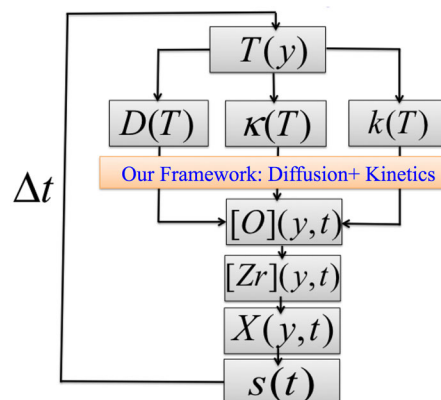 T(y)
D(T) κ(T) k(T)
Our Framework: Diffusion+ Kinetics
Δt
[O](y,t)
[Zr](y,t)
X(y,t)
s(t)